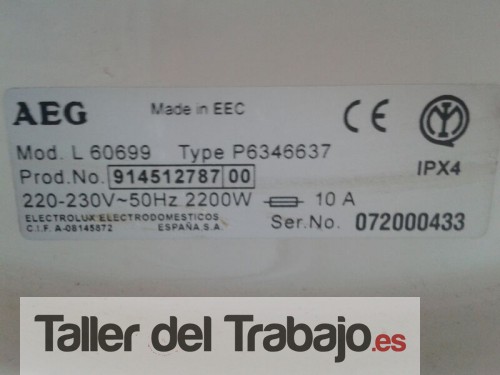 AEG Made in EEC CE
Mod. L 60699 Type P6346637 IPX4
Prod.No. 914512787 00
220-230V~50Hz 2200W 10 A
ELECTROLUX ELECTRODOMESTICOS Ser.No. 072000433
C.I.F. A-08145872 ESPAÑA,S.A.
Taller del Trabajo.es